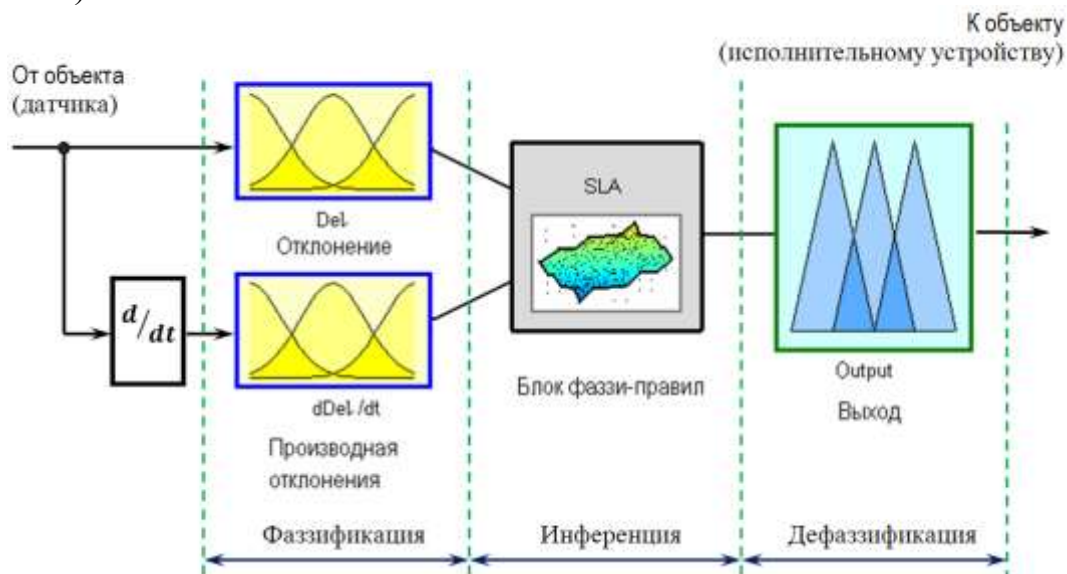 )
К объекту
(исполнительному устройству)
От объекта
(датчика)
Del
Отклонение
d/dt
dDel /dt
Производная
отклонения
SLA
Блок фаззи-правил
Output
Выход
Фаззификация
Инференция
Дефаззификация